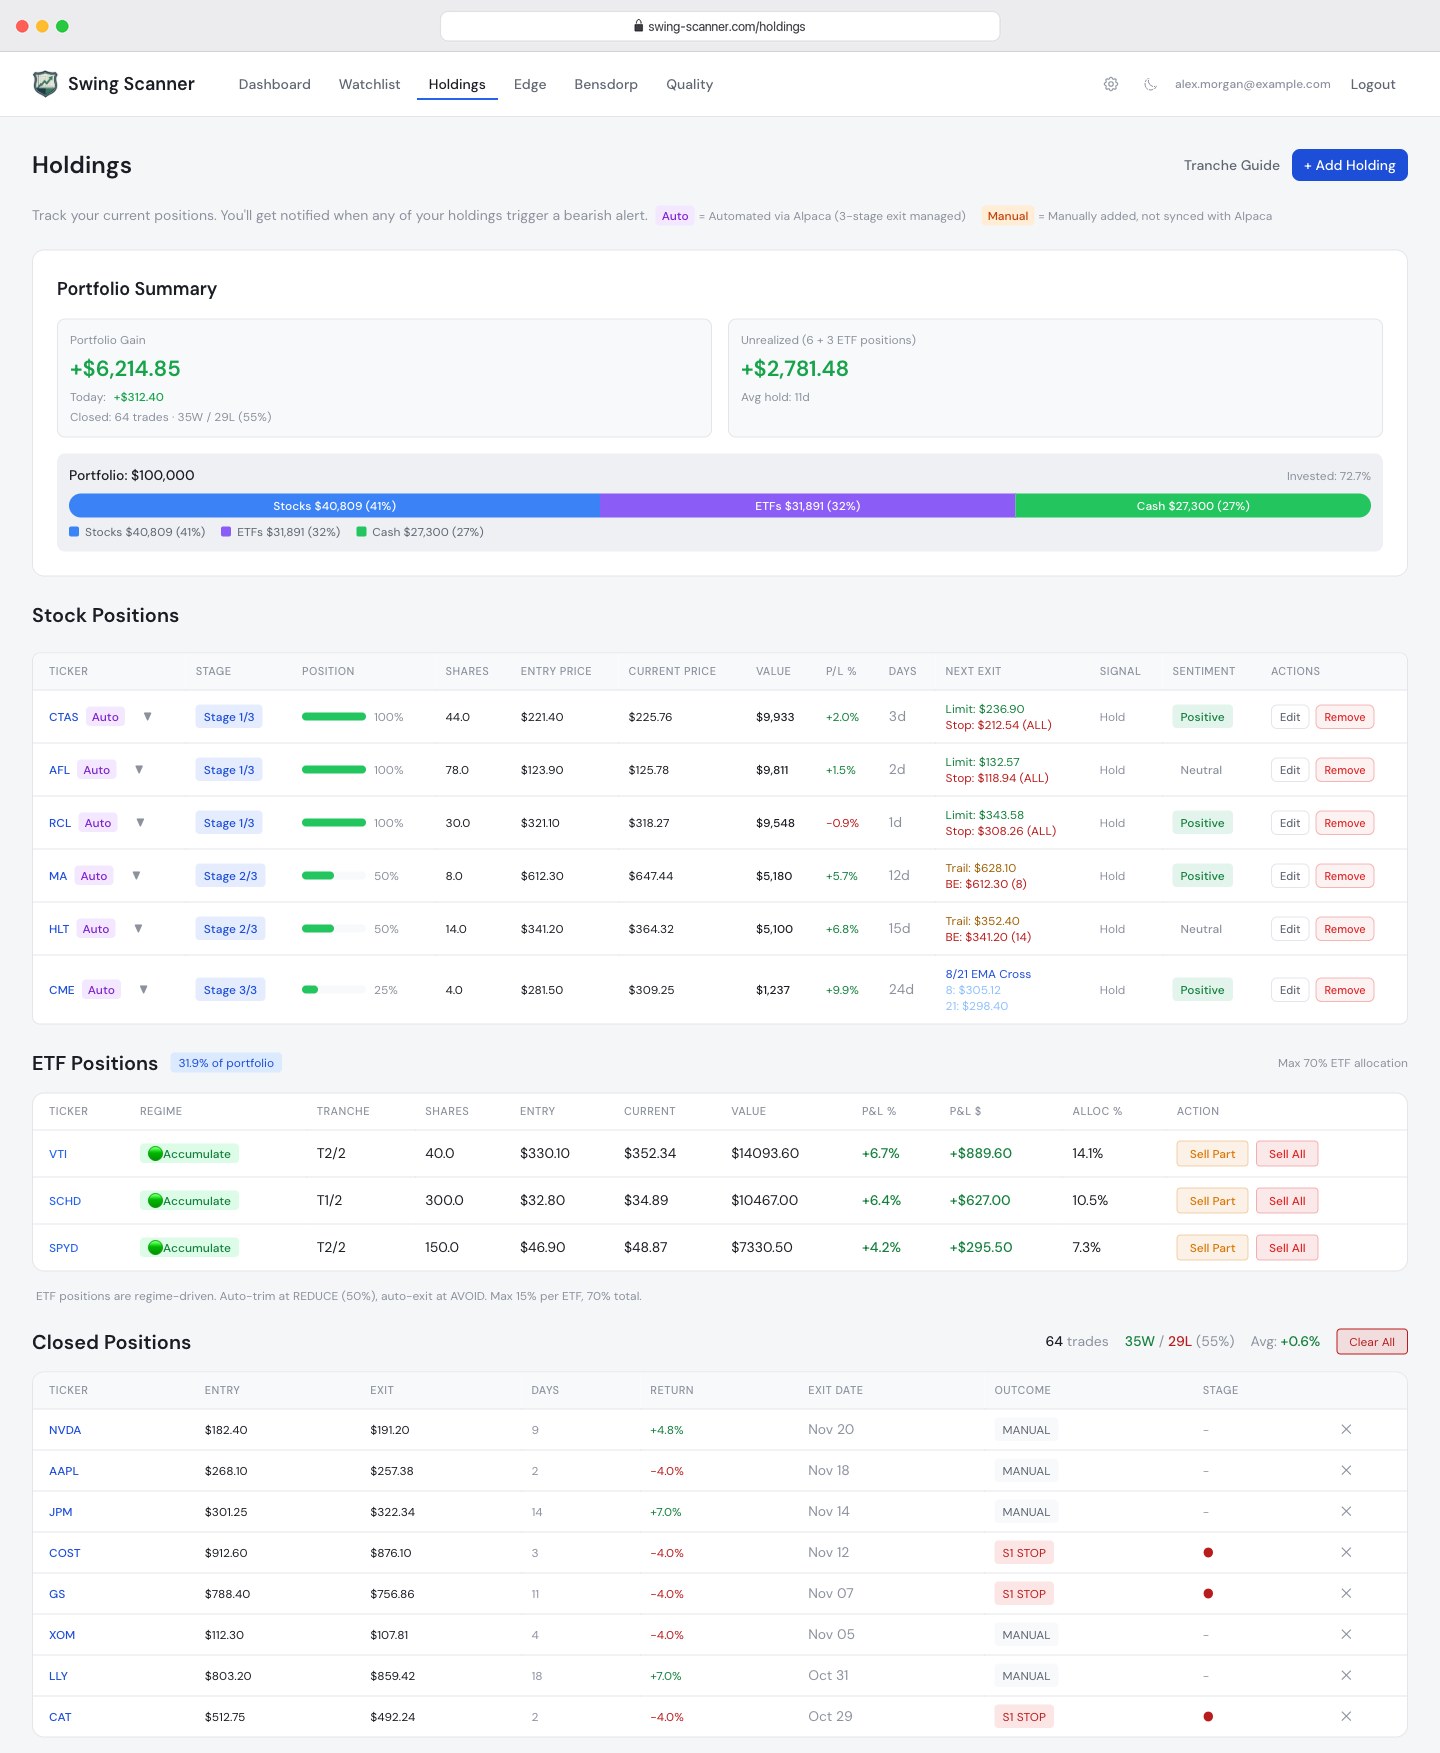 swing-scanner.com/holdings
Swing Scanner Dashboard Watchlist Holdings Edge Bensdorp Quality alex.morgan@example.com Logout
Holdings Tranche Guide + Add Holding
Track your current positions. You'll get notified when any of your holdings trigger a bearish alert. Auto = Automated via Alpaca (3-stage exit managed) Manual = Manually added, not synced with Alpaca
Portfolio Summary
Portfolio Gain
+$6,214.85
Today: +$312.40
Closed: 64 trades · 35W / 29L (55%)
Unrealized (6 + 3 ETF positions)
+$2,781.48
Avg hold: 11d
Portfolio: $100,000 Invested: 72.7%
Stocks $40,809 (41%) ETFs $31,891 (32%) Cash $27,300 (27%)
Stocks $40,809 (41%) ETFs $31,891 (32%) Cash $27,300 (27%)
Stock Positions
TICKER STAGE POSITION SHARES ENTRY PRICE CURRENT PRICE VALUE P/L % DAYS NEXT EXIT SIGNAL SENTIMENT ACTIONS
CTAS Auto ▼ Stage 1/3 100% 44.0 $221.40 $225.76 $9,933 +2.0% 3d Limit: $236.90 Hold Positive Edit Remove
Stop: $212.54 (ALL)
AFL Auto ▼ Stage 1/3 100% 78.0 $123.90 $125.78 $9,811 +1.5% 2d Limit: $132.57 Hold Neutral Edit Remove
Stop: $118.94 (ALL)
RCL Auto ▼ Stage 1/3 100% 30.0 $321.10 $318.27 $9,548 -0.9% 1d Limit: $343.58 Hold Positive Edit Remove
Stop: $308.26 (ALL)
MA Auto ▼ Stage 2/3 50% 8.0 $612.30 $647.44 $5,180 +5.7% 12d Trail: $628.10 Hold Positive Edit Remove
BE: $612.30 (8)
HLT Auto ▼ Stage 2/3 50% 14.0 $341.20 $364.32 $5,100 +6.8% 15d Trail: $352.40 Hold Neutral Edit Remove
BE: $341.20 (14)
CME Auto ▼ Stage 3/3 25% 4.0 $281.50 $309.25 $1,237 +9.9% 24d 8/21 EMA Cross Hold Positive Edit Remove
8: $305.12
21: $298.40
ETF Positions 31.9% of portfolio Max 70% ETF allocation
TICKER REGIME TRANCHE SHARES ENTRY CURRENT VALUE P&L % P&L $ ALLOC % ACTION
VTI Accumulate T2/2 40.0 $330.10 $352.34 $14093.60 +6.7% +$889.60 14.1% Sell Part Sell All
SCHD Accumulate T1/2 300.0 $32.80 $34.89 $10467.00 +6.4% +$627.00 10.5% Sell Part Sell All
SPYD Accumulate T2/2 150.0 $46.90 $48.87 $7330.50 +4.2% +$295.50 7.3% Sell Part Sell All
ETF positions are regime-driven. Auto-trim at REDUCE (50%), auto-exit at AVOID. Max 15% per ETF, 70% total.
Closed Positions 64 trades 35W / 29L (55%) Avg: +0.6% Clear All
TICKER ENTRY EXIT DAYS RETURN EXIT DATE OUTCOME STAGE
NVDA $182.40 $191.20 9 +4.8% Nov 20 MANUAL - ×
AAPL $268.10 $257.38 2 -4.0% Nov 18 MANUAL - ×
JPM $301.25 $322.34 14 +7.0% Nov 14 MANUAL - ×
COST $912.60 $876.10 3 -4.0% Nov 12 S1 STOP ×
GS $788.40 $756.86 11 -4.0% Nov 07 S1 STOP ×
XOM $112.30 $107.81 4 -4.0% Nov 05 MANUAL - ×
LLY $803.20 $859.42 18 +7.0% Oct 31 MANUAL - ×
CAT $512.75 $492.24 2 -4.0% Oct 29 S1 STOP ×